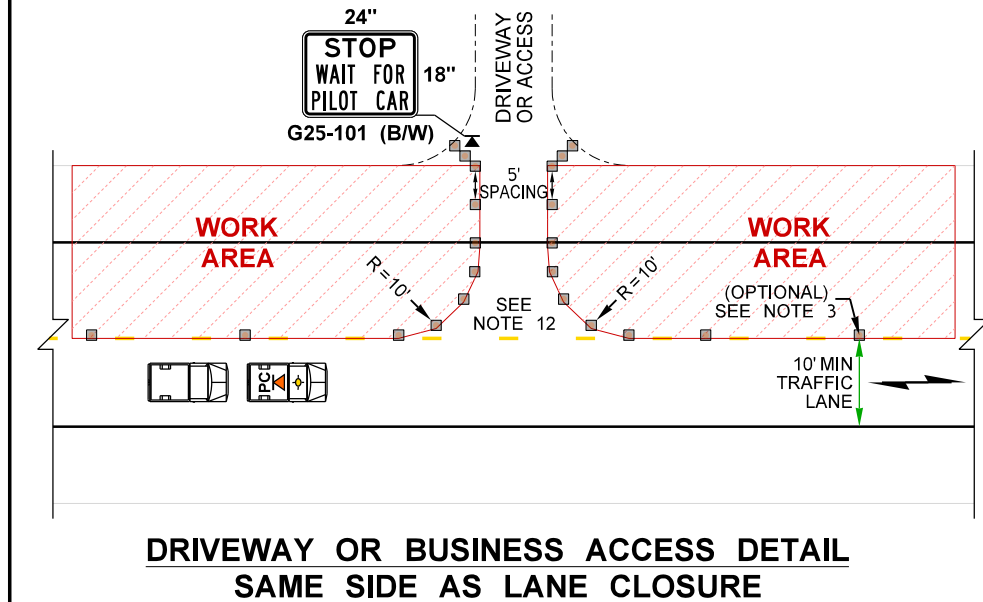 24"
STOP
WAIT FOR
PILOT CAR
18"
G25-101 (B/W)
DRIVEWAY
OR ACCESS
5'
SPACING
WORK
AREA
WORK
AREA
R=10'
R=10'
SEE
NOTE 12
(OPTIONAL)
SEE NOTE 3
10' MIN
TRAFFIC
LANE
PC
DRIVEWAY OR BUSINESS ACCESS DETAIL
SAME SIDE AS LANE CLOSURE